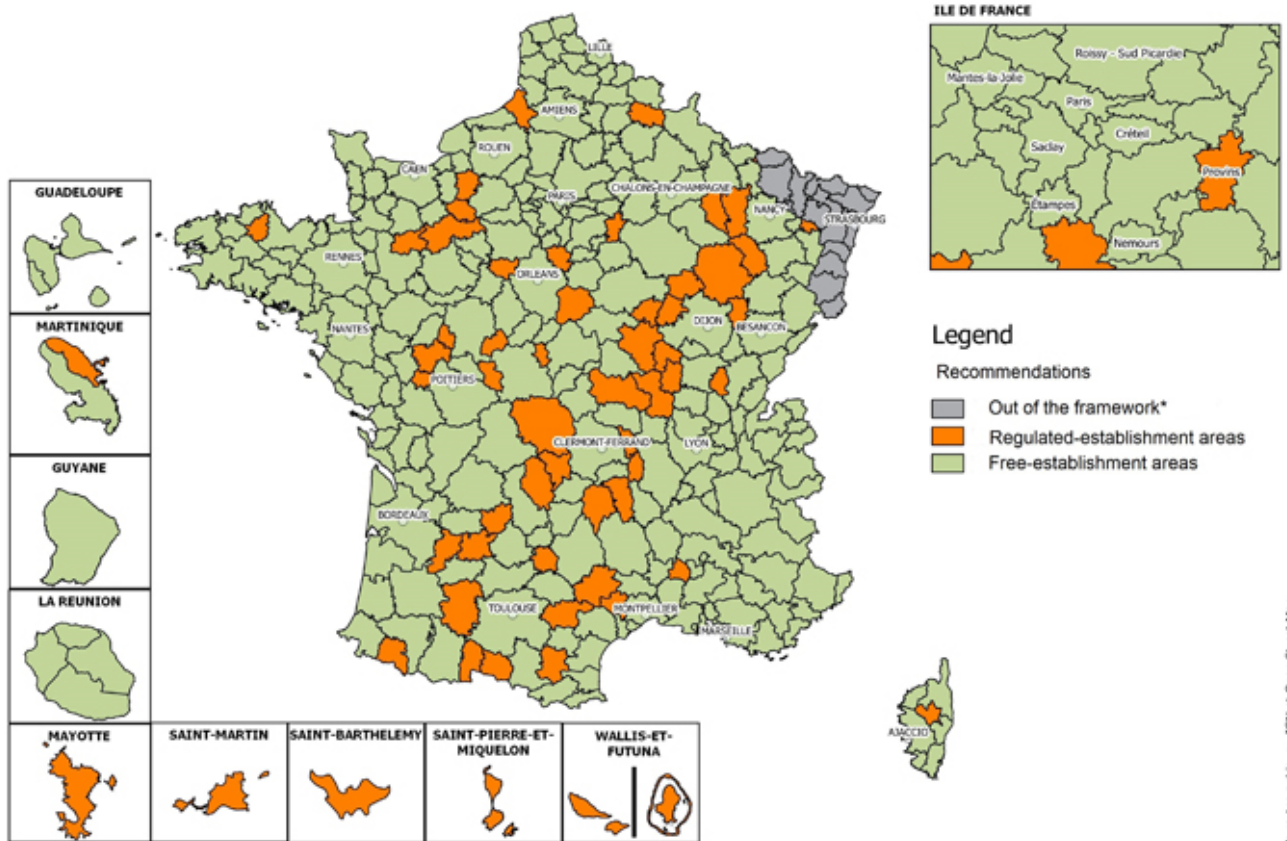 ILE DE FRANCE
Roissy - Sud Picardie
Mantes-la-Jolie
Paris
Créteil
Saclay
Provins
Étampes
Nemours
LILLE
AMIENS
ROUEN
CAEN
PARIS
CHALONS-EN-CHAMPAGNE
NANCY
STRASBOURG
RENNES
ORLEANS
NANTES
DIJON
BESANCON
POITIERS
CLERMONT-FERRAND
LYON
BORDEAUX
TOULOUSE
MONTPELLIER
MARSEILLE
AJACCIO
Legend
Recommendations
Out of the framework*
Regulated-establishment areas
Free-establishment areas
GUADELOUPE
MARTINIQUE
GUYANE
LA REUNION
MAYOTTE
SAINT-MARTIN
SAINT-BARTHELEMY
SAINT-PIERRE-ET-
MIQUELON
WALLIS-ET-
FUTUNA